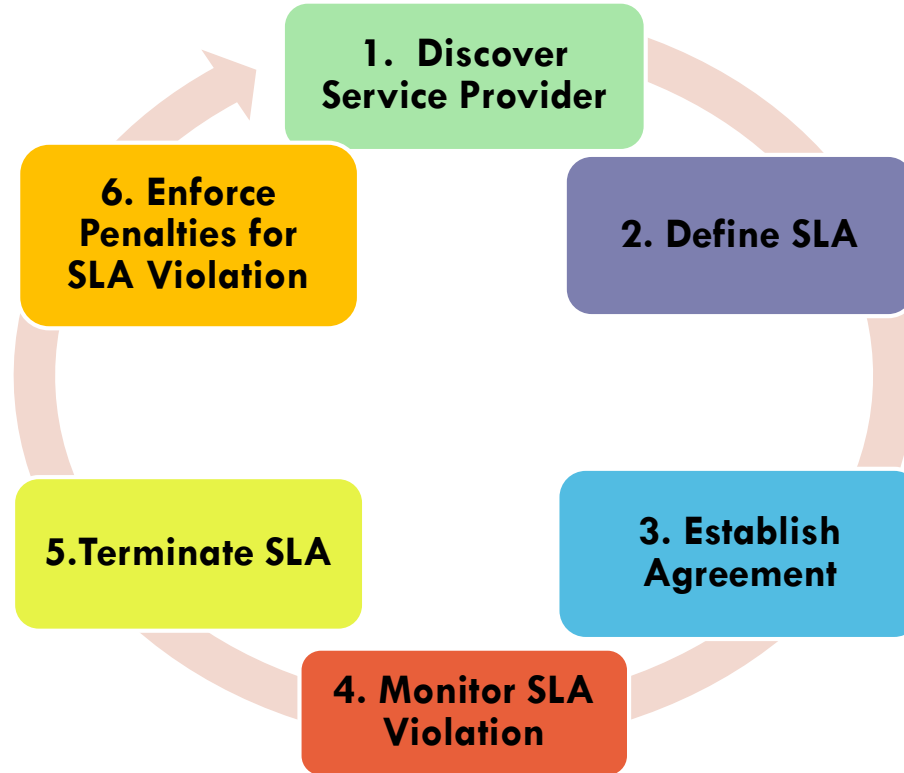 1. Discover
Service Provider
2. Define SLA
3. Establish
Agreement
4. Monitor SLA
Violation
5.Terminate SLA
6. Enforce
Penalties for
SLA Violation